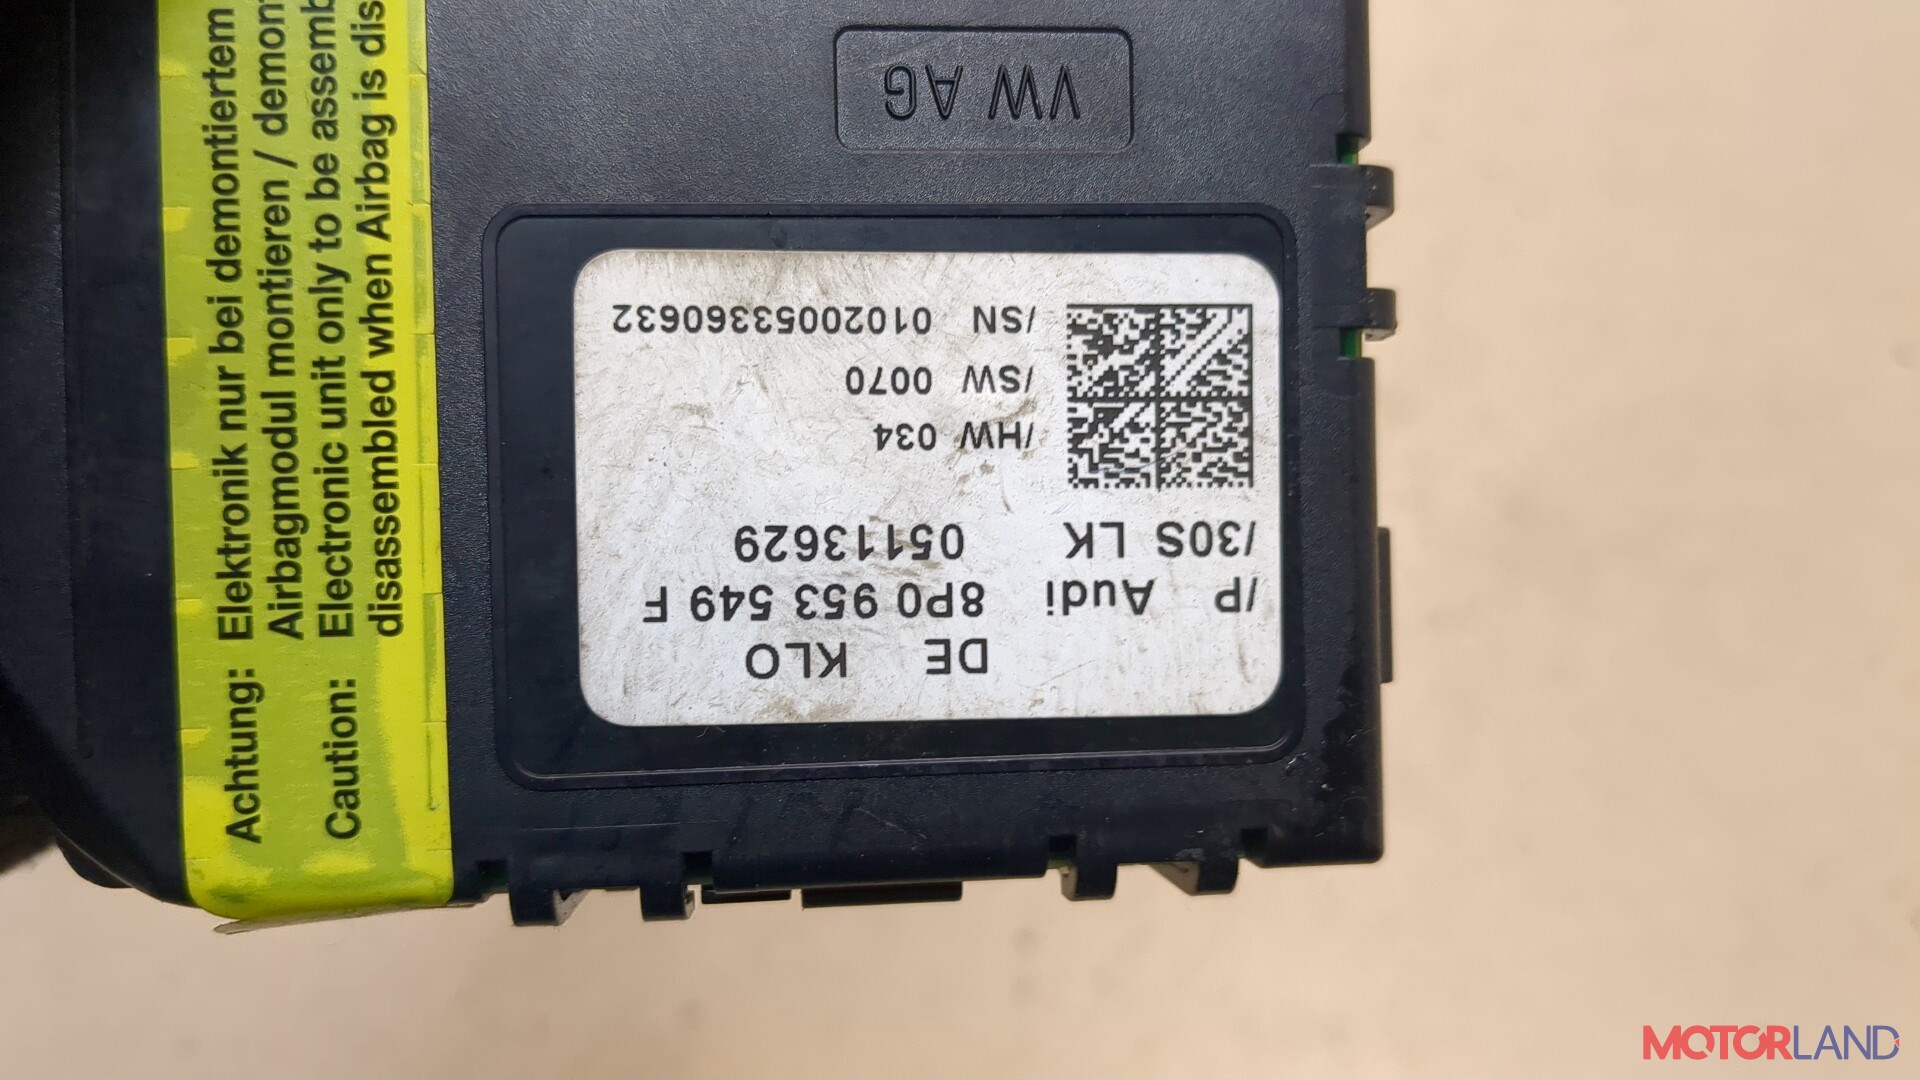 Achtung: Elektronik nur bei demontiertem
Airbagmodul montieren / demon
Caution: Electronic unit only to be assemb
disassembled when Airbag is dis
VW AG
DE KLO
/P Audi 8P0 953 549 F
/30S LK 05113629
/HW 034
/SW 0070
/SN 01020053360632
MOTORLAND